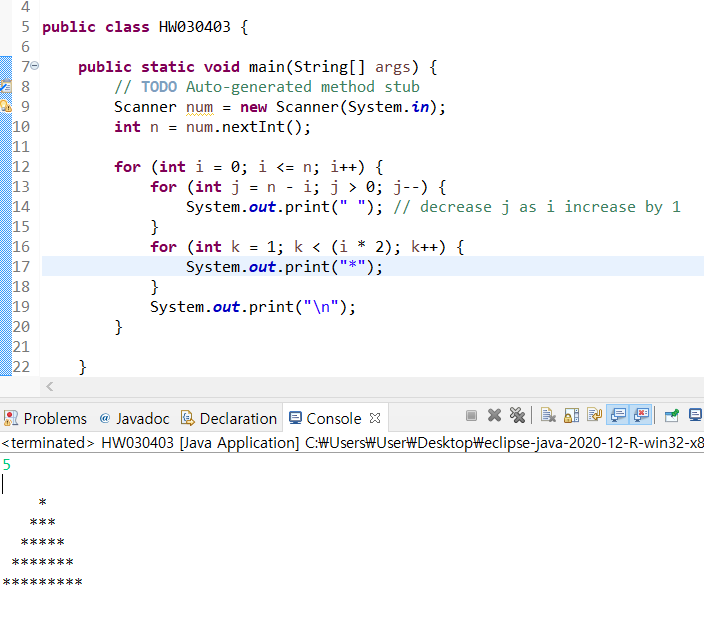 4
5 public class HW030403 {
6
7 public static void main(String[] args) {
8 // TODO Auto-generated method stub
9 Scanner num = new Scanner(System.in);
10 int n = num.nextInt();
11
12 for (int i = 0; i <= n; i++) {
13 for (int j = n - i; j > 0; j--) {
14 System.out.print(" "); // decrease j as i increase by 1
15 }
16 for (int k = 1; k < (i * 2); k++) {
17 System.out.print("*");
18 }
19 System.out.print("\n");
20 }
21
22 }
Problems @ Javadoc Declaration Console
<terminated> HW030403 [Java Application] C:₩Users₩User₩Desktop₩eclipse-java-2020-12-R-win32-x8
5
    *
   ***
  *****
 *******
*********